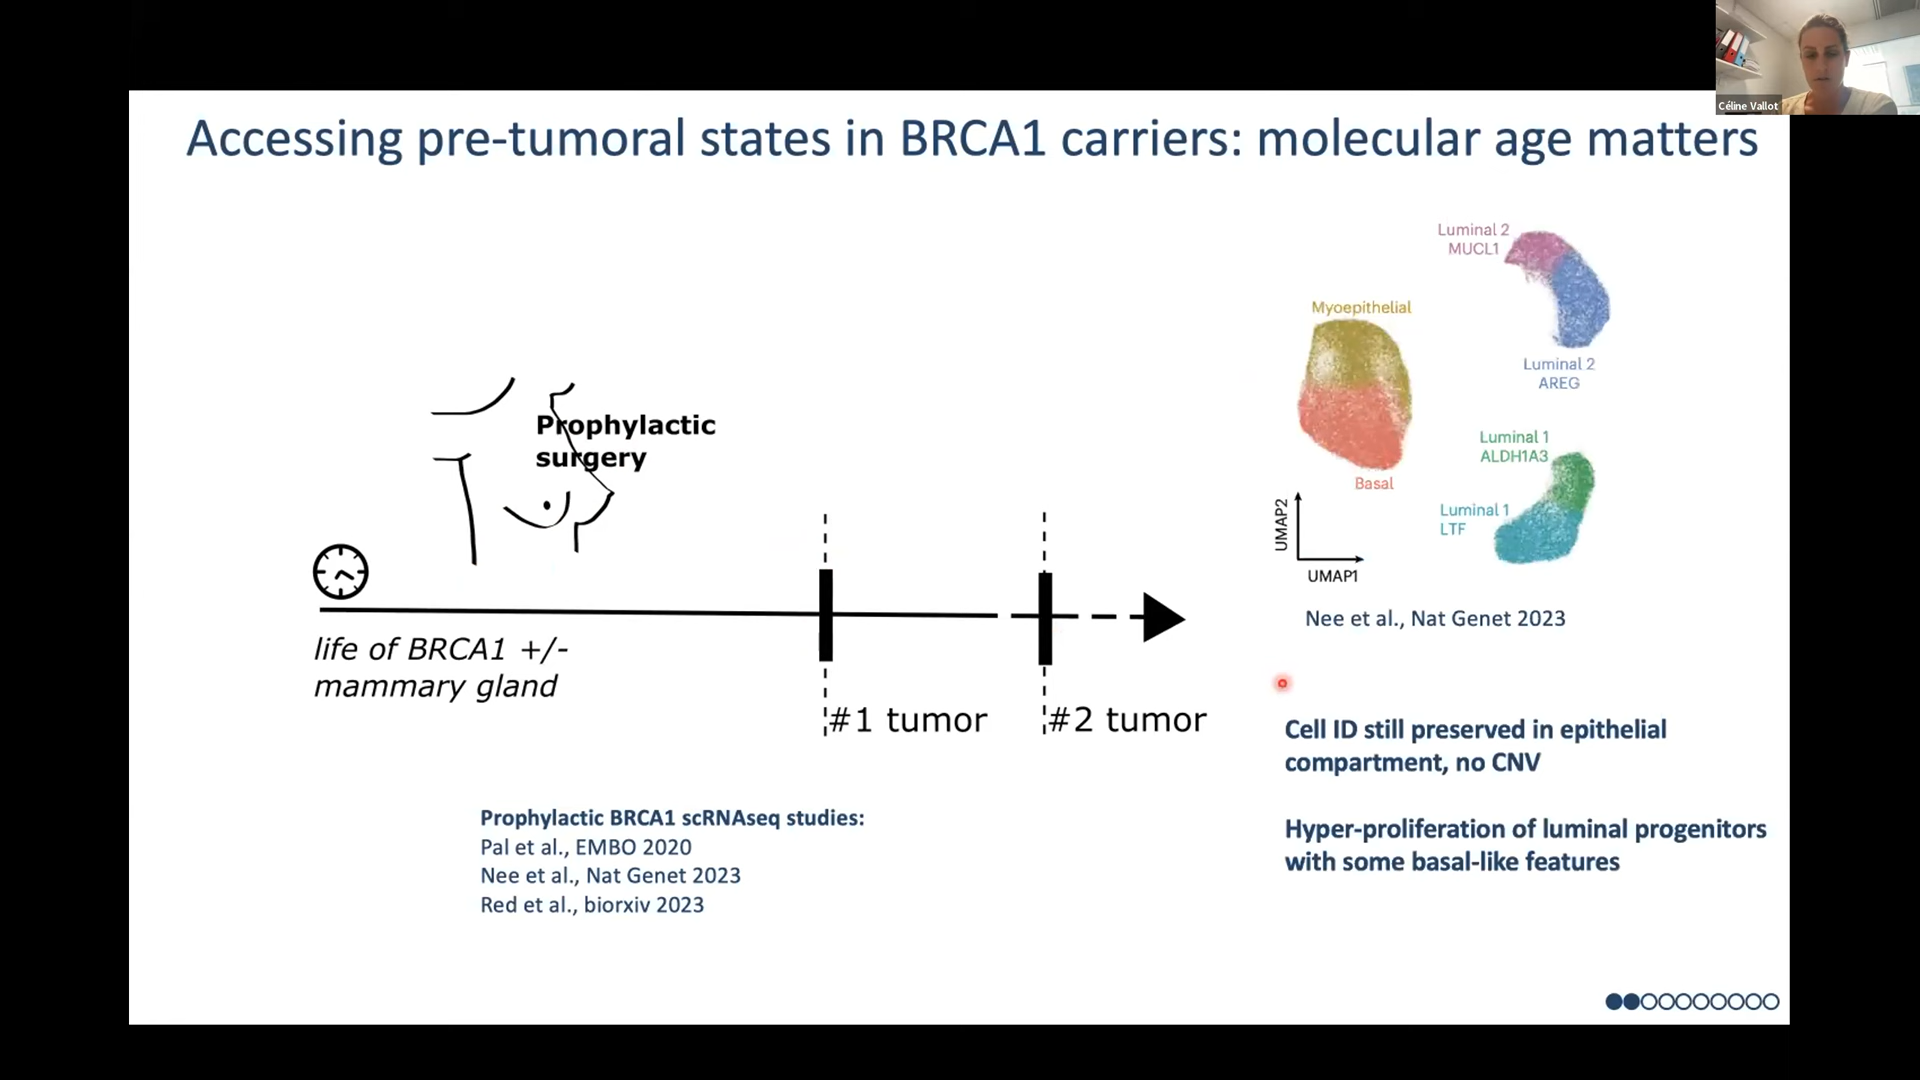 Céline Vallot
Accessing pre-tumoral states in BRCA1 carriers: molecular age matters
Prophylactic
surgery
life of BRCA1 +/-
mammary gland
#1 tumor
#2 tumor
Prophylactic BRCA1 scRNAseq studies:
Pal et al., EMBO 2020
Nee et al., Nat Genet 2023
Red et al., biorxiv 2023
Luminal 2
MUCL1
Myoepithelial
Luminal 2
AREG
Luminal 1
ALDH1A3
Basal
Luminal 1
LTF
UMAP2
UMAP1
Nee et al., Nat Genet 2023
Cell ID still preserved in epithelial
compartment, no CNV
Hyper-proliferation of luminal progenitors
with some basal-like features